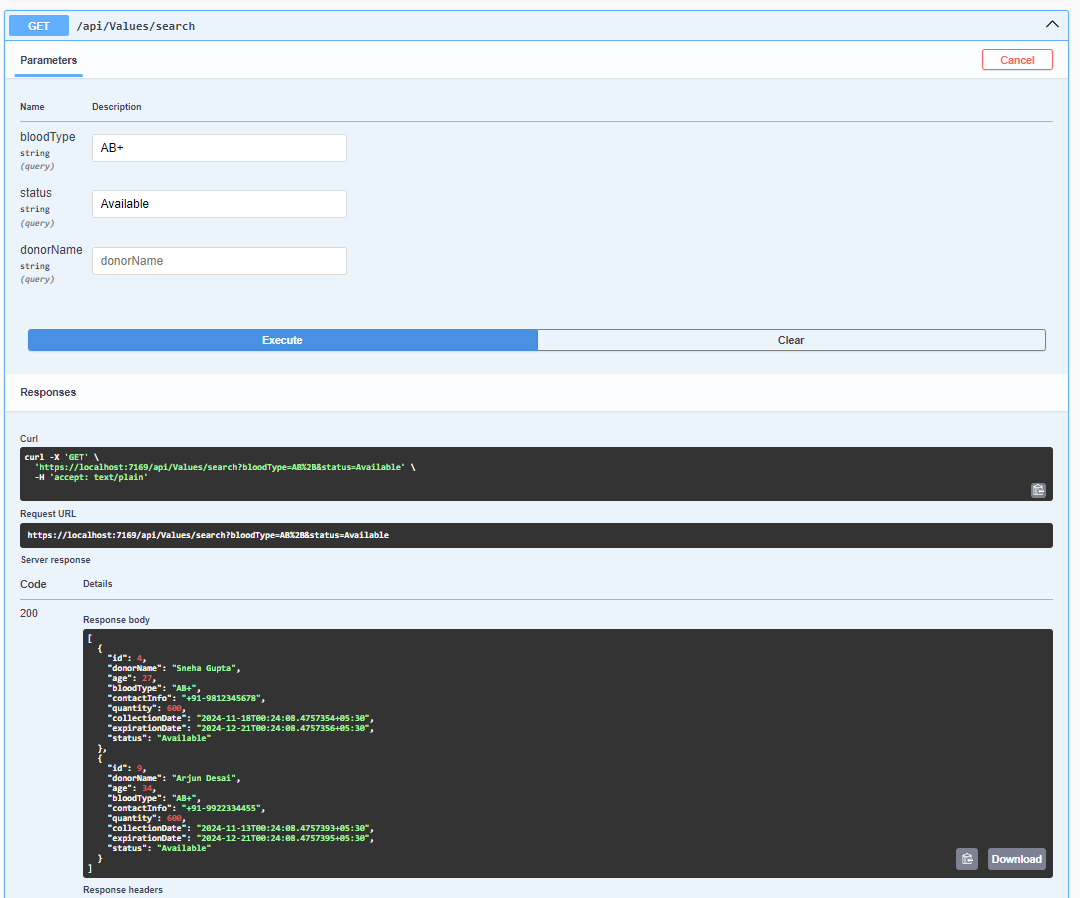 GET /api/Values/search
Parameters
Cancel
Name Description
bloodType
string
(query)
AB+
status
string
(query)
Available
donorName
string
(query)
donorName
Execute Clear
Responses
Curl
curl -X 'GET' \
'https://localhost:7169/api/Values/search?bloodType=AB%2B&status=Available' \
-H 'accept: text/plain'
Request URL
https://localhost:7169/api/Values/search?bloodType=AB%2B&status=Available
Server response
Code Details
200
Response body
[
{
"id": 4,
"donorName": "Sneha Gupta",
"age": 27,
"bloodType": "AB+",
"contactInfo": "+91-9812345678",
"quantity": 600,
"collectionDate": "2024-11-18T00:24:08.4757354+05:30",
"expirationDate": "2024-12-21T00:24:08.4757356+05:30",
"status": "Available"
},
{
"id": 9,
"donorName": "Arjun Desai",
"age": 34,
"bloodType": "AB+",
"contactInfo": "+91-9922334455",
"quantity": 600,
"collectionDate": "2024-11-13T00:24:08.4757393+05:30",
"expirationDate": "2024-12-21T00:24:08.4757395+05:30",
"status": "Available"
}
]
Download
Response headers